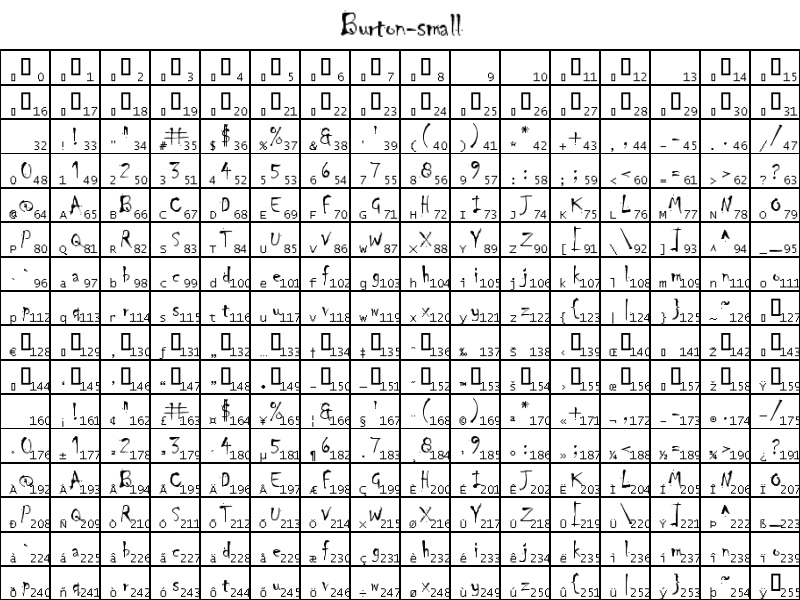 Burton-small
0 1 2 3 4 5 6 7 8 9 10 11 12 13 14 15
16 17 18 19 20 21 22 23 24 25 26 27 28 29 30 31
32 ! ! 33 " " 34 # # 35 $ $ 36 % % 37 & & 38 ' ' 39 ( ( 40 ) ) 41 * * 42 + + 43 , , 44 - - 45 . . 46 / / 47
0 0 48 1 1 49 2 2 50 3 3 51 4 4 52 5 5 53 6 6 54 7 7 55 8 8 56 9 9 57 : : 58 ; ; 59 < < 60 = = 61 > > 62 ? ? 63
@ @ 64 A A 65 B B 66 C C 67 D D 68 E E 69 F F 70 G G 71 H H 72 I I 73 J J 74 K K 75 L L 76 M M 77 N N 78 O O 79
P P 80 Q Q 81 R R 82 S S 83 T T 84 U U 85 V V 86 W W 87 X X 88 Y Y 89 Z Z 90 [ [ 91 \ \ 92 ] ] 93 ^ ^ 94 _ _ 95
` ` 96 a a 97 b b 98 c c 99 d d 100 e e 101 f f 102 g g 103 h h 104 i i 105 j j 106 k k 107 l l 108 m m 109 n n 110 o o 111
p p 112 q q 113 r r 114 s s 115 t t 116 u u 117 v v 118 w w 119 x x 120 y y 121 z z 122 { { 123 | | 124 } } 125 ~ ~ 126 127
€ 128 129 ‚ 130 ƒ 131 „ 132 … 133 † 134 ‡ 135 ˆ 136 ‰ 137 Š 138 ‹ 139 Œ 140 141 Ž 142 143
144 ‘ 145 ’ 146 “ 147 ” 148 • 149 – 150 — 151 ˜ 152 ™ 153 š 154 › 155 œ 156 157 ž 158 Ÿ 159
160 ¡ ! 161 ¢ " 162 £ # 163 ¤ $ 164 ¥ % 165 ¦ & 166 § ' 167 ¨ ( 168 © ) 169 ª * 170 « + 171 ¬ , 172 - - 173 ® . 174 ¯ / 175
° 0 176 ± 1 177 ² 2 178 ³ 3 179 ´ 4 180 µ 5 181 ¶ 6 182 · 7 183 ¸ 8 184 ¹ 9 185 º : 186 » ; 187 ¼ < 188 ½ = 189 ¾ > 190 ¿ ? 191
À @ 192 Á A 193 Â B 194 Ã C 195 Ä D 196 Å E 197 Æ F 198 Ç G 199 È H 200 É I 201 Ê J 202 Ë K 203 Ì L 204 Í M 205 Î N 206 Ï O 207
Ð P 208 Ñ Q 209 Ò R 210 Ó S 211 Ô T 212 Õ U 213 Ö V 214 × W 215 Ø X 216 Ù Y 217 Ú Z 218 Û [ 219 Ü \ 220 Ý ] 221 Þ ^ 222 ß _ 223
à ` 224 á a 225 â b 226 ã c 227 ä d 228 å e 229 æ f 230 ç g 231 è h 232 é i 233 ê j 234 ë k 235 ì l 236 í m 237 î n 238 ï o 239
ð p 240 ñ q 241 ò r 242 ó s 243 ô t 244 õ u 245 ö v 246 ÷ w 247 ø x 248 ù y 249 ú z 250 û { 251 ü | 252 ý } 253 þ ~ 254 ÿ 255